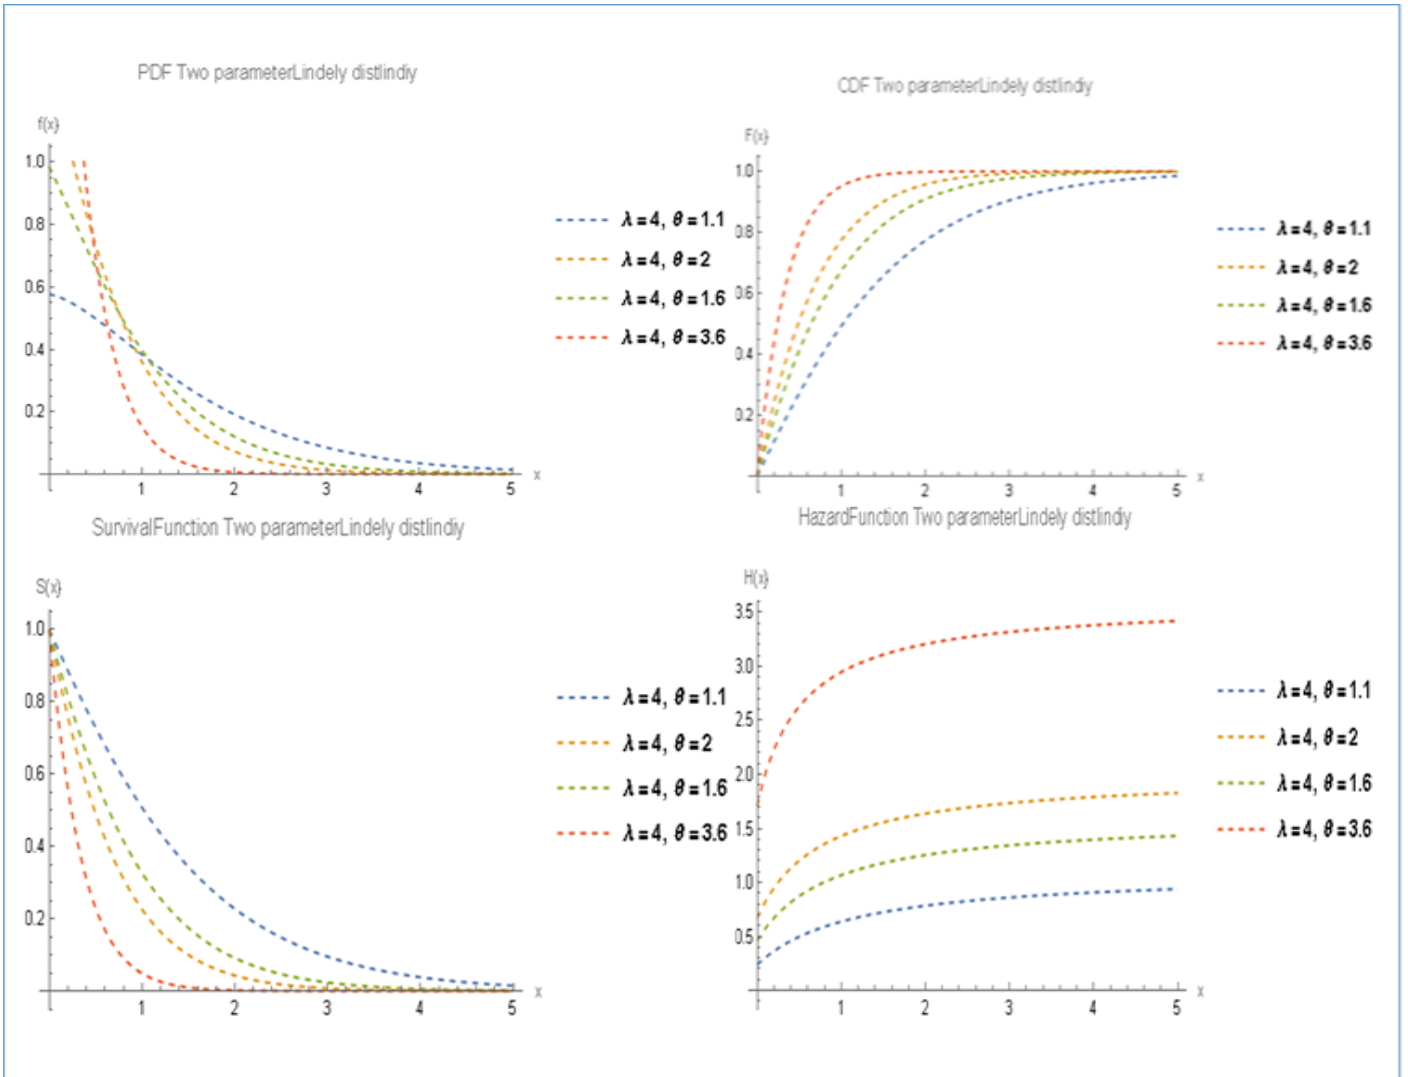 PDF Two parameterLindely distlindiy
f(x)
1.0
0.8
0.6
0.4
0.2
1 2 3 4 5 x
λ=4, θ=1.1
λ=4, θ=2
λ=4, θ=1.6
λ=4, θ=3.6
CDF Two parameterLindely distlindiy
F(x)
1.0
0.8
0.6
0.4
0.2
1 2 3 4 5 x
λ=4, θ=1.1
λ=4, θ=2
λ=4, θ=1.6
λ=4, θ=3.6
SurvivalFunction Two parameterLindely distlindiy
S(x)
1.0
0.8
0.6
0.4
0.2
1 2 3 4 5 x
λ=4, θ=1.1
λ=4, θ=2
λ=4, θ=1.6
λ=4, θ=3.6
HazardFunction Two parameterLindely distlindiy
H(x)
3.5
3.0
2.5
2.0
1.5
1.0
0.5
1 2 3 4 5 x
λ=4, θ=1.1
λ=4, θ=2
λ=4, θ=1.6
λ=4, θ=3.6